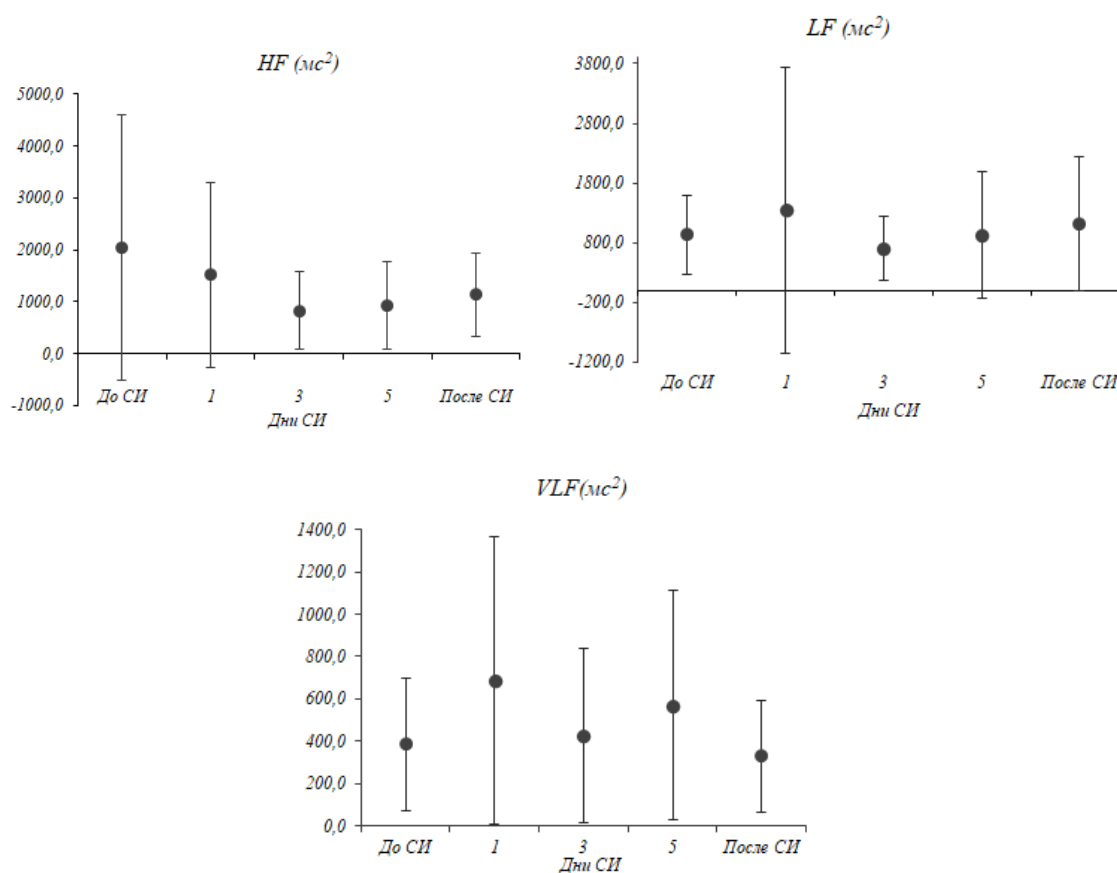 HF (мс²)
5000,0
4000,0
3000,0
2000,0
1000,0
0,0
-1000,0
До СИ 1 3 5 После СИ
Дни СИ
LF (мс²)
3800,0
2800,0
1800,0
800,0
-200,0
-1200,0
До СИ 1 3 5 После СИ
Дни СИ
VLF(мс²)
1400,0
1200,0
1000,0
800,0
600,0
400,0
200,0
0,0
До СИ 1 3 5 После СИ
Дни СИ